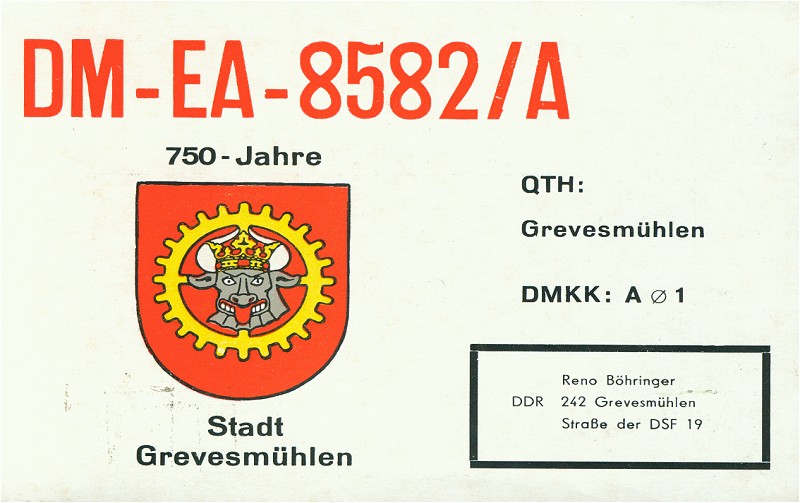 DM-EA-8582/A
750-Jahre
Stadt
Grevesmühlen
QTH:
Grevesmühlen
DMKK: A ∅ 1
Reno Böhringer
DDR 242 Grevesmühlen
Straße der DSF 19